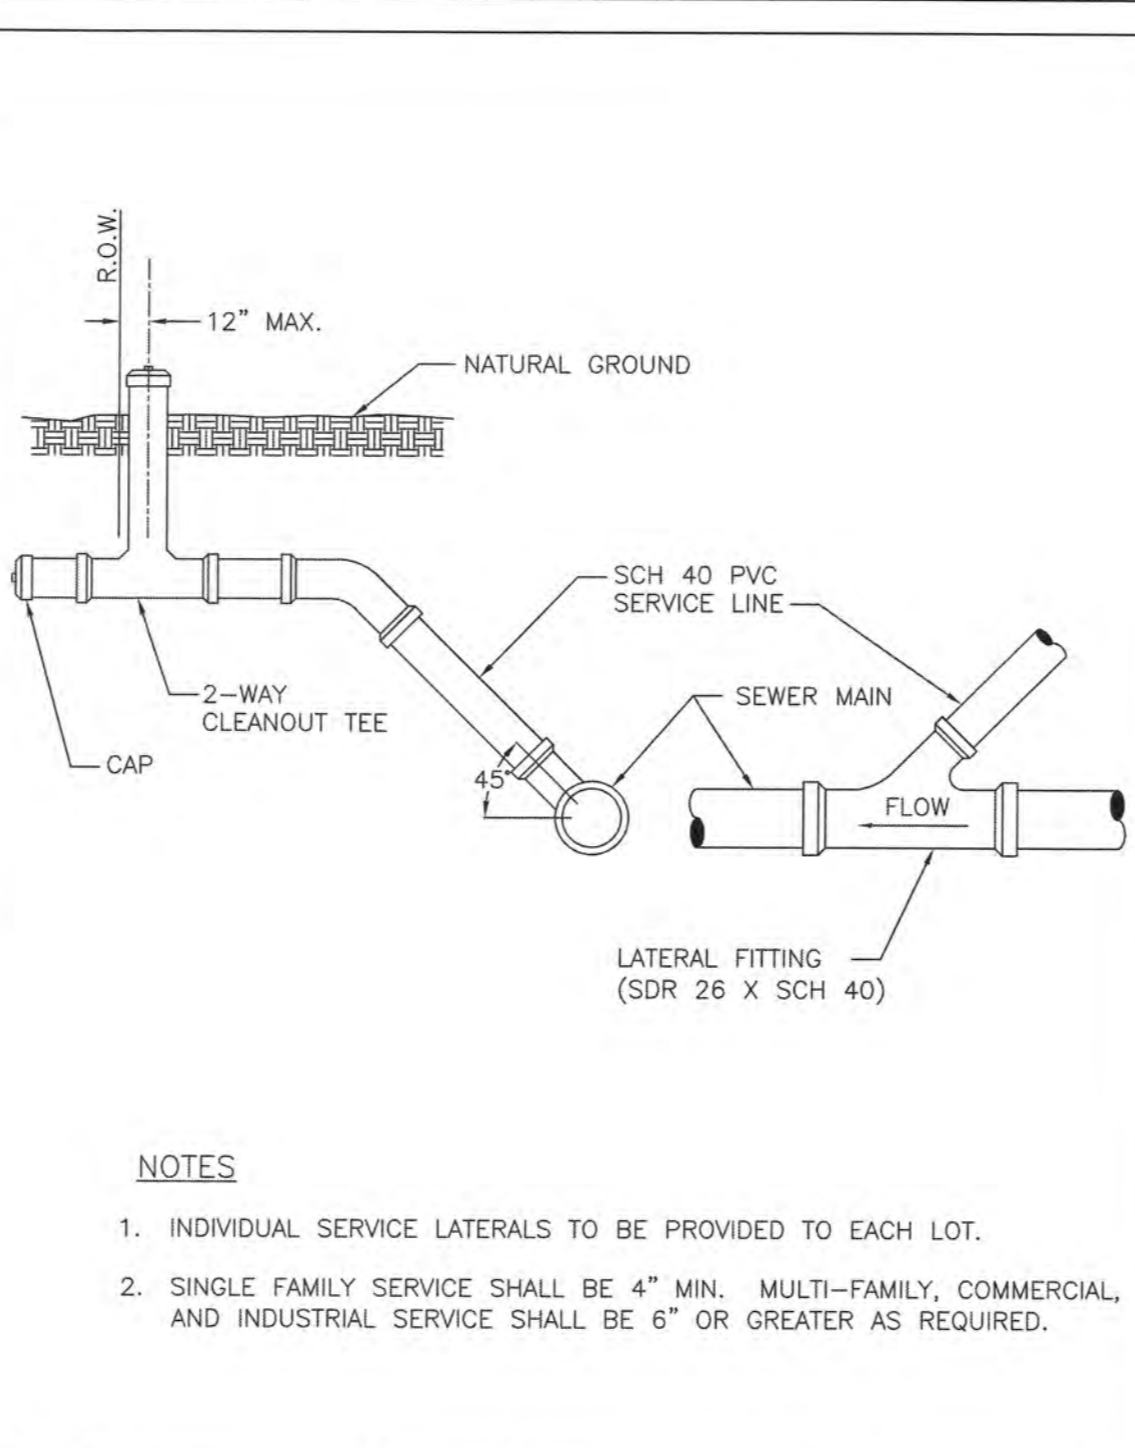 R.O.W.
12" MAX.
NATURAL GROUND
SCH 40 PVC
SERVICE LINE
2-WAY
CLEANOUT TEE
SEWER MAIN
CAP
45°
FLOW
LATERAL FITTING
(SDR 26 X SCH 40)
NOTES
1. INDIVIDUAL SERVICE LATERALS TO BE PROVIDED TO EACH LOT.
2. SINGLE FAMILY SERVICE SHALL BE 4" MIN. MULTI-FAMILY, COMMERCIAL,
AND INDUSTRIAL SERVICE SHALL BE 6" OR GREATER AS REQUIRED.